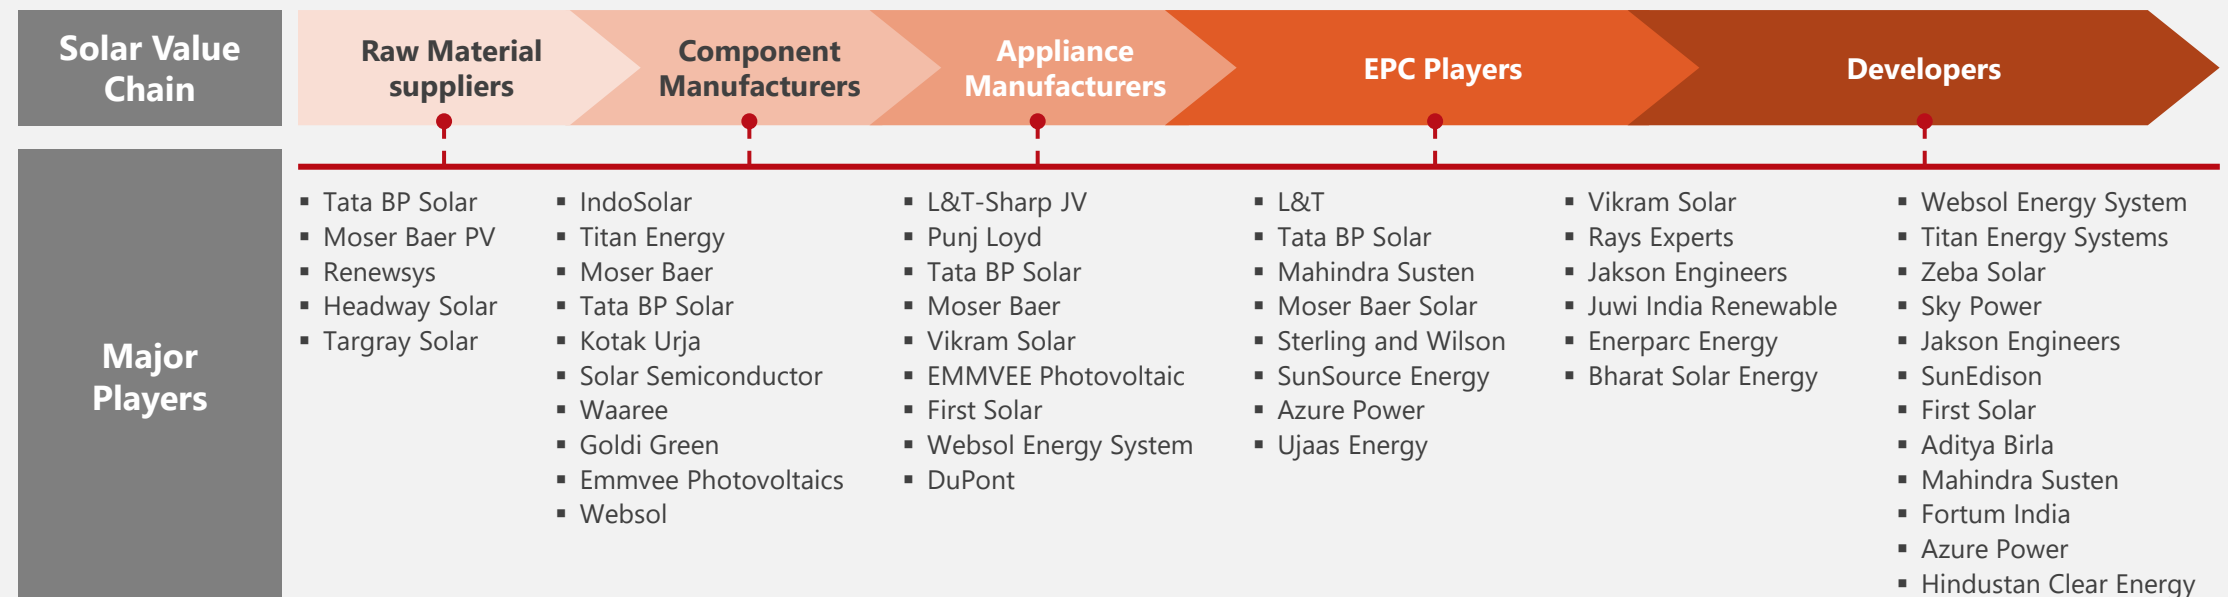 Solar Value
Chain
Raw Material
suppliers
Component
Manufacturers
Appliance
Manufacturers
EPC Players
Developers
Major
Players
▪ Tata BP Solar
▪ Moser Baer PV
▪ Renewsys
▪ Headway Solar
▪ Targray Solar
▪ IndoSolar
▪ Titan Energy
▪ Moser Baer
▪ Tata BP Solar
▪ Kotak Urja
▪ Solar Semiconductor
▪ Waaree
▪ Goldi Green
▪ Emmvee Photovoltaics
▪ Websol
▪ L&T-Sharp JV
▪ Punj Loyd
▪ Tata BP Solar
▪ Moser Baer
▪ Vikram Solar
▪ EMMVEE Photovoltaic
▪ First Solar
▪ Websol Energy System
▪ DuPont
▪ L&T
▪ Tata BP Solar
▪ Mahindra Susten
▪ Moser Baer Solar
▪ Sterling and Wilson
▪ SunSource Energy
▪ Azure Power
▪ Ujaas Energy
▪ Vikram Solar
▪ Rays Experts
▪ Jakson Engineers
▪ Juwi India Renewable
▪ Enerparc Energy
▪ Bharat Solar Energy
▪ Websol Energy System
▪ Titan Energy Systems
▪ Zeba Solar
▪ Sky Power
▪ Jakson Engineers
▪ SunEdison
▪ First Solar
▪ Aditya Birla
▪ Mahindra Susten
▪ Fortum India
▪ Azure Power
▪ Hindustan Clear Energy